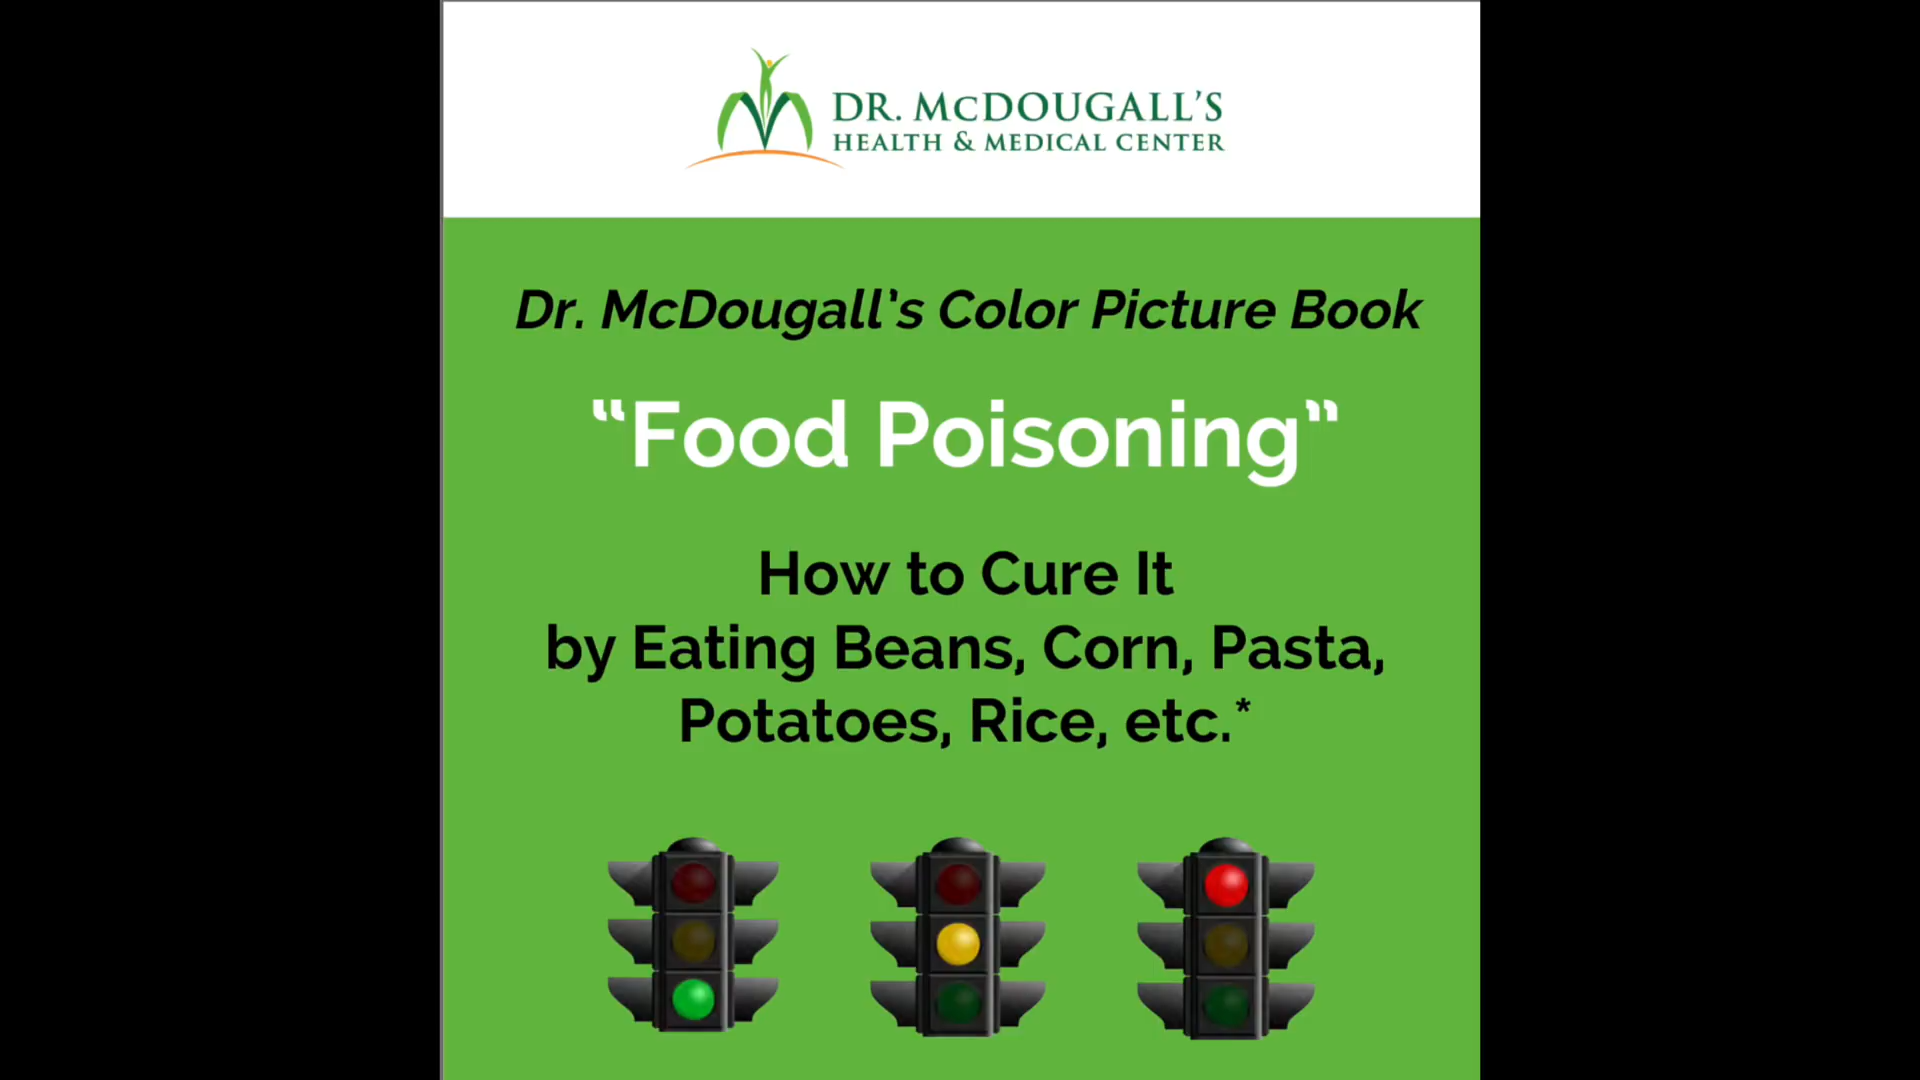 DR. McDOUGALL'S
HEALTH & MEDICAL CENTER
Dr. McDougall's Color Picture Book
“Food Poisoning”
How to Cure It
by Eating Beans, Corn, Pasta,
Potatoes, Rice, etc.*